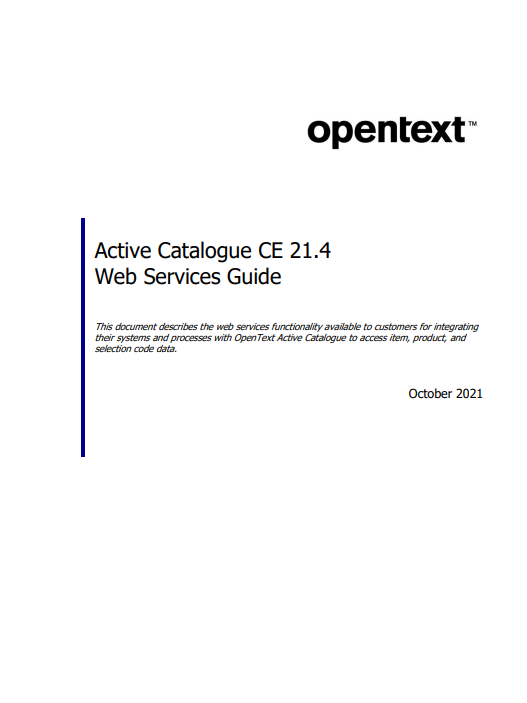 opentext™
Active Catalogue CE 21.4
Web Services Guide
This document describes the web services functionality available to customers for integrating
their systems and processes with OpenText Active Catalogue to access item, product, and
selection code data.
October 2021